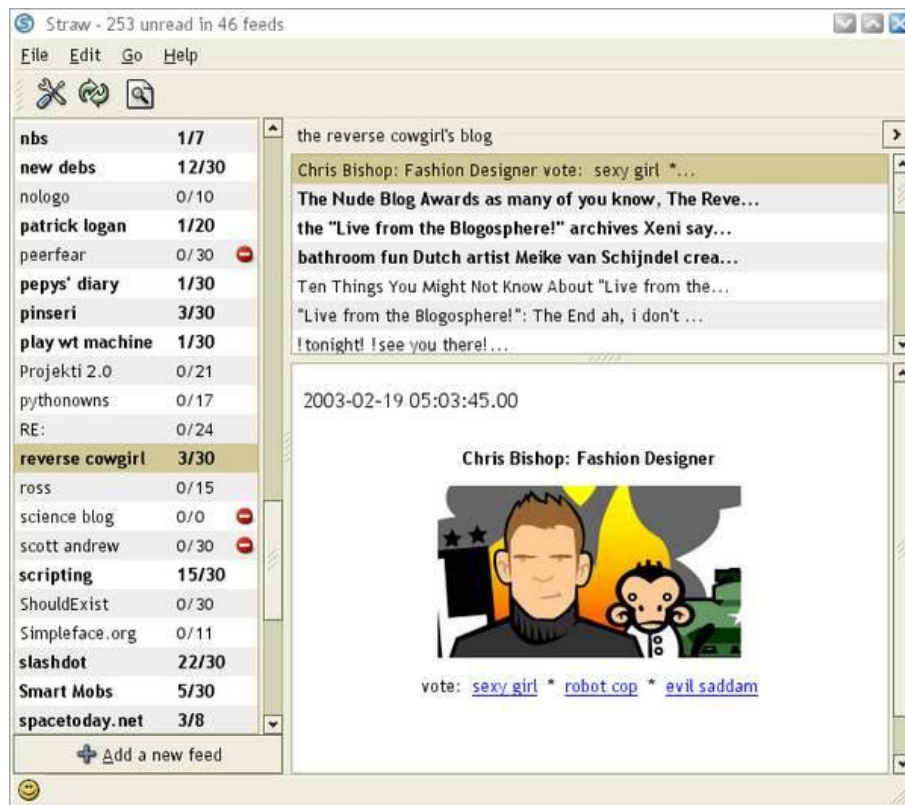 Straw - 253 unread in 46 feeds
File Edit Go Help
nbs 1/7
new debs 12/30
nologo 0/10
patrick logan 1/20
peerfear 0/30
pepys' diary 1/30
pinseri 3/30
play wt machine 1/30
Projekti 2.0 0/21
pythonowns 0/17
RE: 0/24
reverse cowgirl 3/30
ross 0/15
science blog 0/0
scott andrew 0/30
scripting 15/30
ShouldExist 0/30
Simpleface.org 0/11
slashdot 22/30
Smart Mobs 5/30
spacetoday.net 3/8
Add a new feed
the reverse cowgirl's blog
Chris Bishop: Fashion Designer vote: sexy girl *...
The Nude Blog Awards as many of you know, The Reve...
the "Live from the Blogosphere!" archives Xeni say...
bathroom fun Dutch artist Meike van Schijndel crea...
Ten Things You Might Not Know About "Live from the...
"Live from the Blogosphere!": The End ah, i don't ...
!tonight! !see you there!...
2003-02-19 05:03:45.00
Chris Bishop: Fashion Designer
vote: sexy girl * robot cop * evil saddam